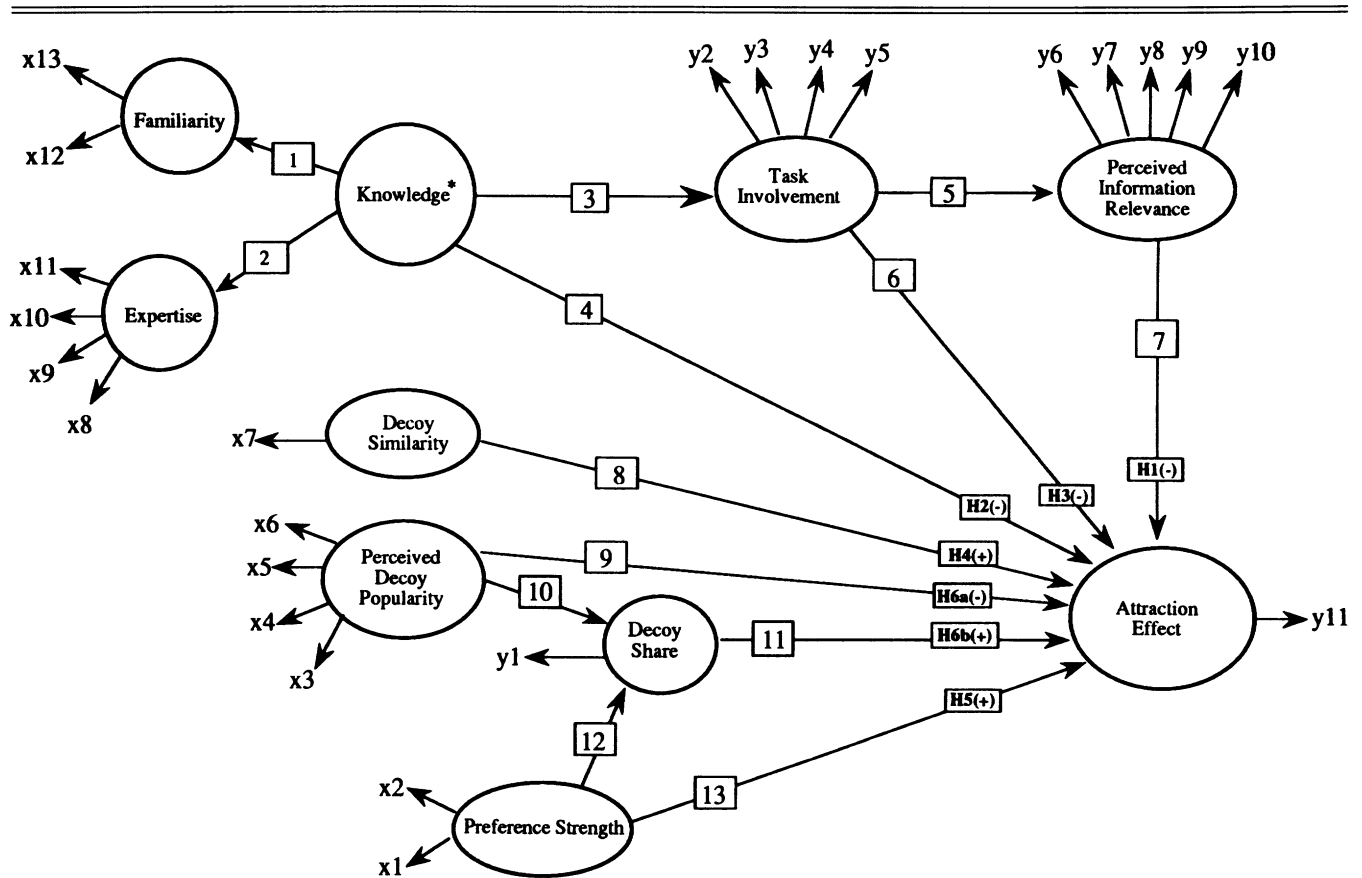 y2 y3 y4 y5
y6 y7 y8 y9 y10
x13
Familiarity
x12
1
Knowledge*
3
Task
Involvement
5
Perceived
Information
Relevance
2
x11
x10
Expertise
x9
x8
4
6
7
Decoy
Similarity
x7
8
H1(-)
H3(-)
H2(-)
H4(+)
x6
x5
x4
x3
Perceived
Decoy
Popularity
9
H6a(-)
10
Decoy
Share
y1
11
H6b(+)
Attraction
Effect
y11
H5(+)
12
13
x2
Preference Strength
x1